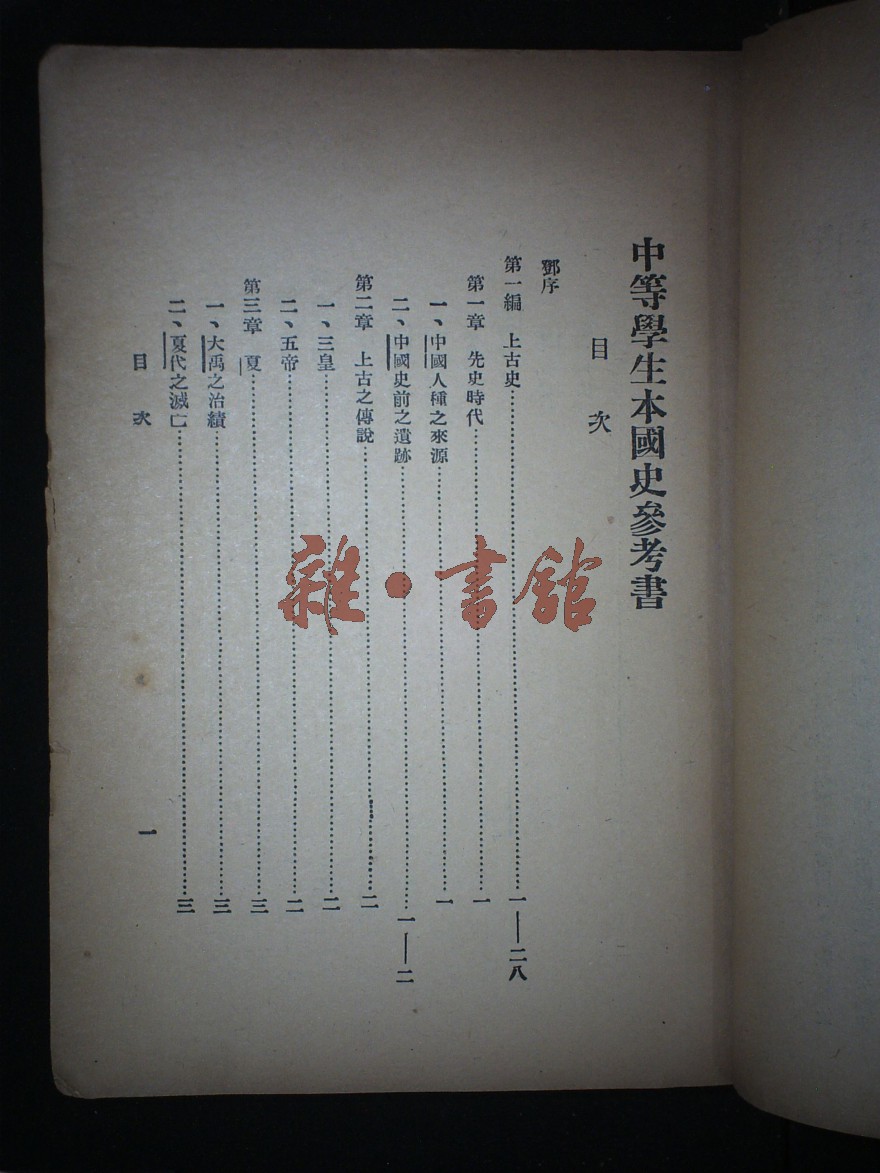 中等學生本國史參考書
目次
鄧序
第一編 上古史……一——二八
第一章 先史時代……一
一、中國人種之來源……一
二、中國史前之遺跡……一——二
第二章 上古之傳說……二
一、三皇……二
二、五帝……二
第三章 夏……三
一、大禹之治績……三
二、夏代之滅亡……三
目次
一
雜·書館